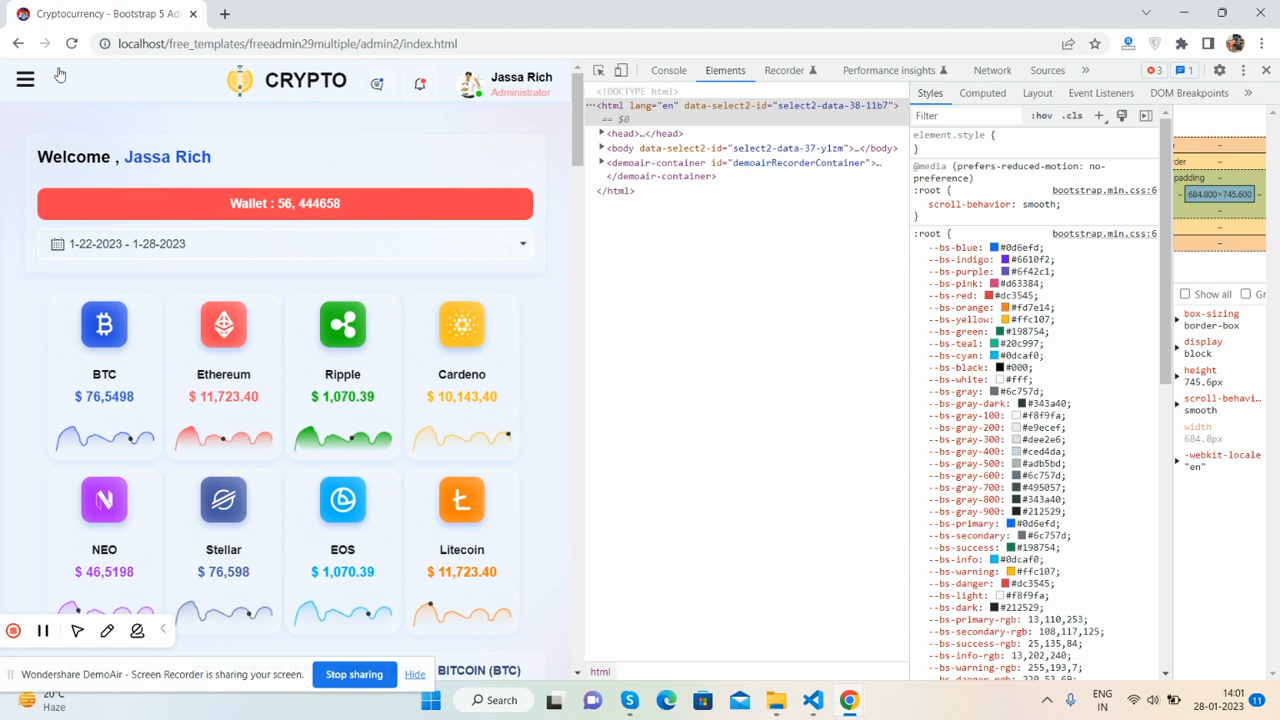 Cryptocurrency - Bootstrap 5 Ad
localhost/free_templates/freeadmin29multiple/admin2/index.html
CRYPTO
Jassa Rich
Administrator
Welcome , Jassa Rich
Wallet : 56, 444658
1-22-2023 - 1-28-2023
BTC
Ethereum
Ripple
Cardeno
$ 76,5498
$ 11,723.40
$ 1,070.39
$ 10,143,40
NEO
Stellar
EOS
Litecoin
$ 46,5198
$ 76,598
$ 1,070.39
$ 11,723.40
BITCOIN (BTC)
Wondershare DemoAir - Screen Recorder is sharing your screen.
Stop sharing
Hide
Console
Elements
Recorder
Performance insights
Network
Sources
»
3
1
<!DOCTYPE html>
<html lang="en" data-select2-id="select2-data-38-11b7">
== $0
<head>…</head>
<body data-select2-id="select2-data-37-y1zm">…</body>
<demoair-container id="demoairRecorderContainer">…
</demoair-container>
</html>
html
Styles
Computed
Layout
Event Listeners
DOM Breakpoints
»
Filter
:hov .cls
element.style {
}
@media (prefers-reduced-motion: no-
preference)
:root { bootstrap.min.css:6
scroll-behavior: smooth;
}
:root { bootstrap.min.css:6
--bs-blue: #0d6efd;
--bs-indigo: #6610f2;
--bs-purple: #6f42c1;
--bs-pink: #d63384;
--bs-red: #dc3545;
--bs-orange: #fd7e14;
--bs-yellow: #ffc107;
--bs-green: #198754;
--bs-teal: #20c997;
--bs-cyan: #0dcaf0;
--bs-black: #000;
--bs-white: #fff;
--bs-gray: #6c757d;
--bs-gray-dark: #343a40;
--bs-gray-100: #f8f9fa;
--bs-gray-200: #e9ecef;
--bs-gray-300: #dee2e6;
--bs-gray-400: #ced4da;
--bs-gray-500: #adb5bd;
--bs-gray-600: #6c757d;
--bs-gray-700: #495057;
--bs-gray-800: #343a40;
--bs-gray-900: #212529;
--bs-primary: #0d6efd;
--bs-secondary: #6c757d;
--bs-success: #198754;
--bs-info: #0dcaf0;
--bs-warning: #ffc107;
--bs-danger: #dc3545;
--bs-light: #f8f9fa;
--bs-dark: #212529;
--bs-primary-rgb: 13,110,253;
--bs-secondary-rgb: 108,117,125;
--bs-success-rgb: 25,135,84;
--bs-info-rgb: 13,202,240;
--bs-warning-rgb: 255,193,7;
--bs-danger-rgb: 220,53,69;
rder
padding
684.800×745.600
Show all
Gr
box-sizing
border-box
display
block
height
745.6px
scroll-behavi…
smooth
width
684.8px
-webkit-locale
"en"
20°C
Haze
Search
ENG
IN
14:01
28-01-2023
11